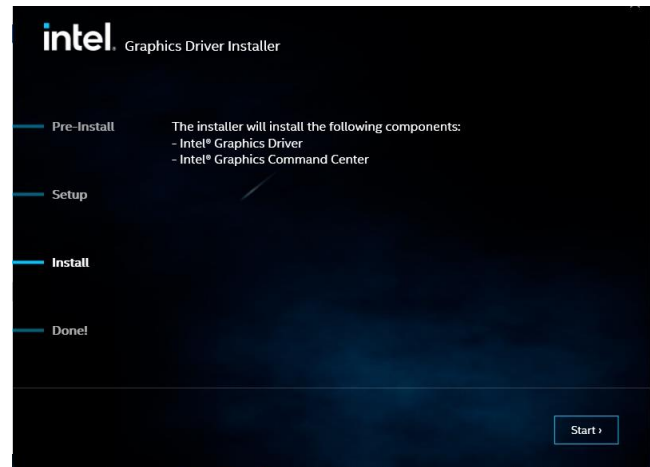 intel. Graphics Driver Installer
Pre-Install
The installer will install the following components:
- Intel® Graphics Driver
- Intel® Graphics Command Center
Setup
Install
Done!
Start ›